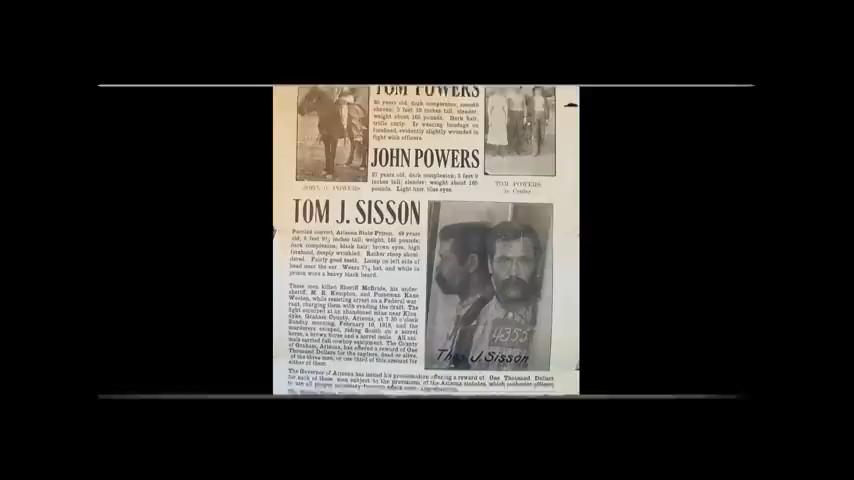 TOM POWERS
25 years old, dark complexion, smooth
shaven; 5 feet 10 inches tall, slender,
weight about 165 pounds. Dark hair,
trifle curly. Is wearing bandage on
forehead, evidently slightly wounded in
fight with officers.
JOHN POWERS
27 years old, dark complexion; 5 feet 9
inches tall; slender; weight about 165
pounds. Light hair, blue eyes.
JOHN G. POWERS
TOM POWERS
in Center
TOM J. SISSON
Paroled convict, Arizona State Prison. 49 years
old, 5 feet 9½ inches tall; weight, 165 pounds;
dark complexion; black hair; brown eyes, high
forehead, deeply wrinkled. Rather stoop shoul-
dered. Fairly good teeth. Lump on left side of
head near the ear. Wears 7⅛ hat, and while in
prison wore a heavy black beard.
These men killed Sheriff McBride, his under-
sheriff, M. B. Kempton, and Posseman Kane
Wooten, while resisting arrest on a Federal war-
rant, charging them with evading the draft. The
fight occurred at an abandoned mine near Klon-
dyke, Graham County, Arizona, at 7.30 o'clock
Sunday morning, February 10, 1918, and the
murderers escaped, riding South on a sorrel
horse, a brown horse and a sorrel mule. All ani-
mals carried full cowboy equipment. The County
of Graham, Arizona, has offered a reward of One
Thousand Dollars for the capture, dead or alive,
of the three men, or one third of this amount for
either of them.
4355
Thos. J. Sisson
The Governor of Arizona has issued his proclamation offering a reward of One Thousand Dollars
for each of these men subject to the provisions of the Arizona statutes, which authorize officers
to use all proper